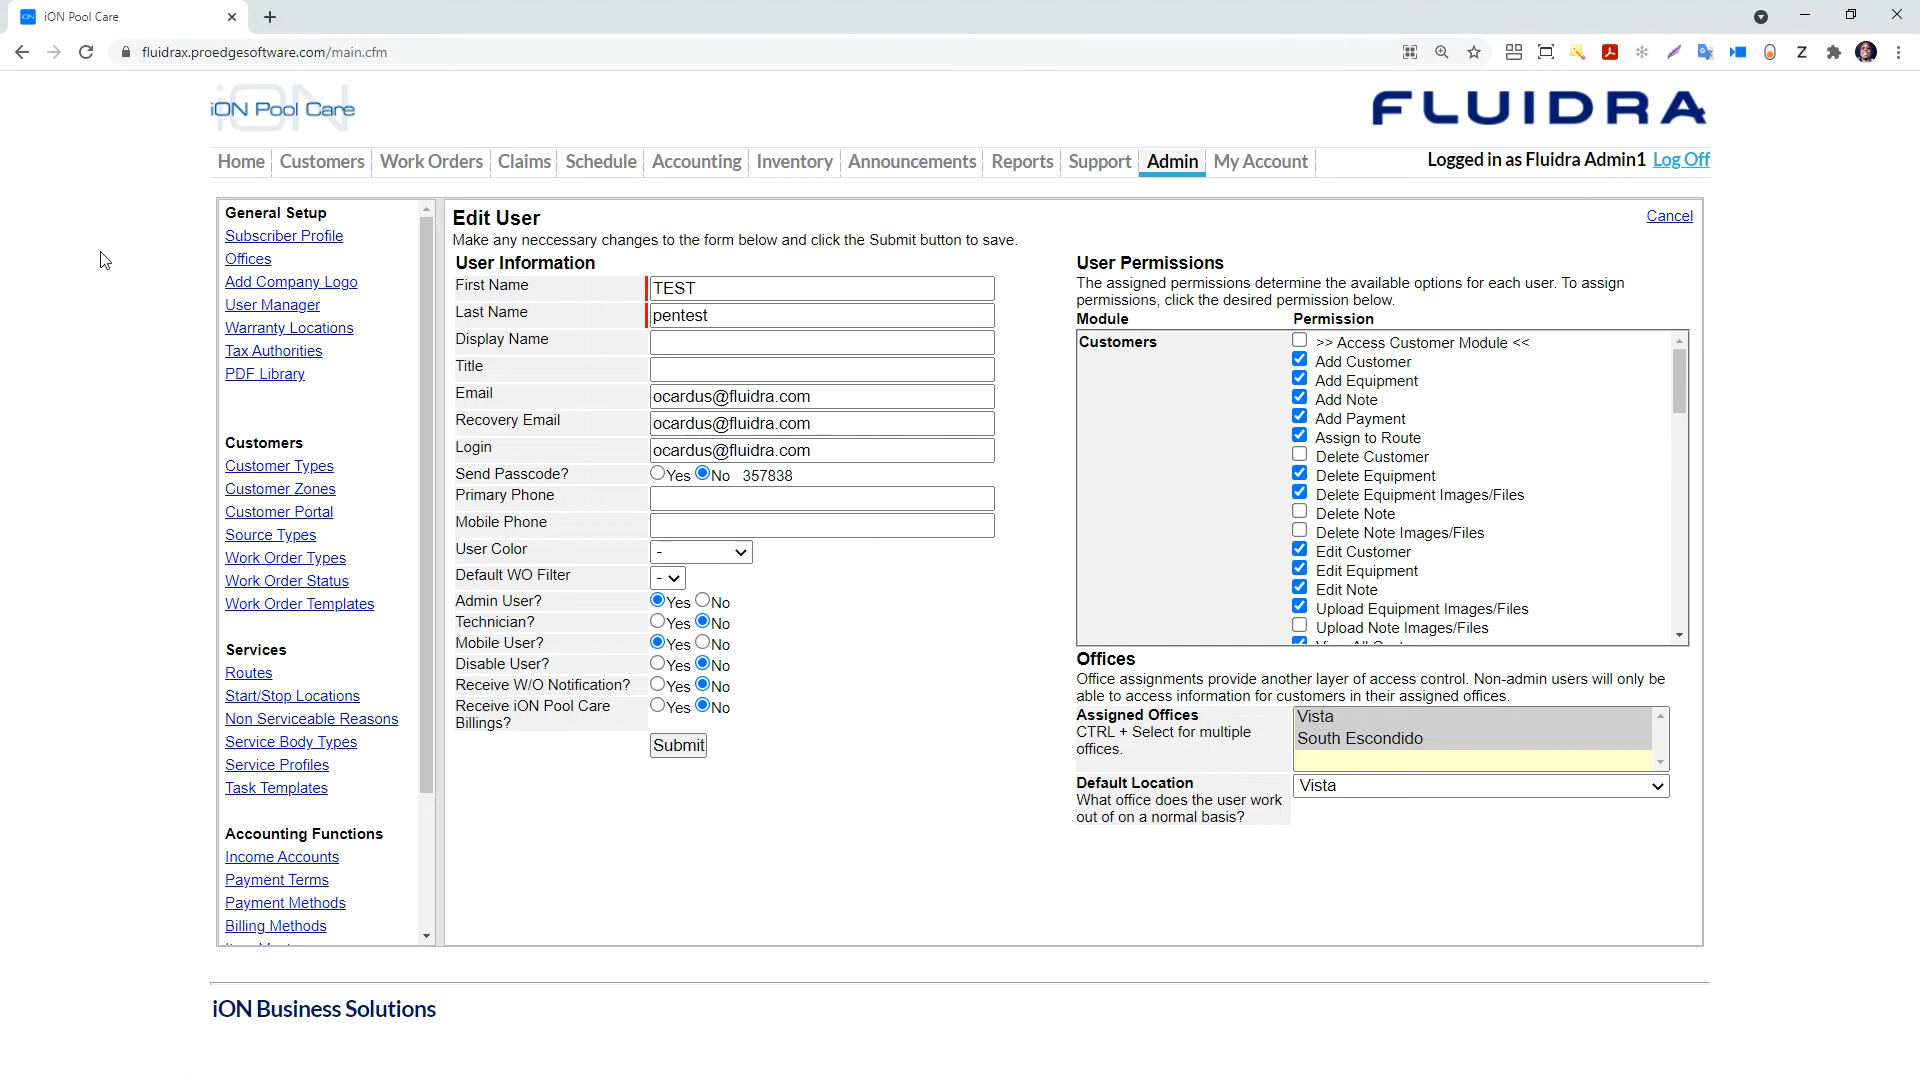 iON Pool Care
fluidrax.proedgesoftware.com/main.cfm
iON Pool Care
FLUIDRA
Home Customers Work Orders Claims Schedule Accounting Inventory Announcements Reports Support Admin My Account
Logged in as Fluidra Admin1 Log Off
General Setup
Subscriber Profile
Offices
Add Company Logo
User Manager
Warranty Locations
Tax Authorities
PDF Library
Customers
Customer Types
Customer Zones
Customer Portal
Source Types
Work Order Types
Work Order Status
Work Order Templates
Services
Routes
Start/Stop Locations
Non Serviceable Reasons
Service Body Types
Service Profiles
Task Templates
Accounting Functions
Income Accounts
Payment Terms
Payment Methods
Billing Methods
Edit User
Cancel
Make any neccessary changes to the form below and click the Submit button to save.
User Information
First Name TEST
Last Name pentest
Display Name
Title
Email ocardus@fluidra.com
Recovery Email ocardus@fluidra.com
Login ocardus@fluidra.com
Send Passcode? Yes No 357838
Primary Phone
Mobile Phone
User Color -
Default WO Filter -
Admin User? Yes No
Technician? Yes No
Mobile User? Yes No
Disable User? Yes No
Receive W/O Notification? Yes No
Receive iON Pool Care Yes No
Billings?
Submit
User Permissions
The assigned permissions determine the available options for each user. To assign
permissions, click the desired permission below.
Module Permission
Customers >> Access Customer Module <<
Add Customer
Add Equipment
Add Note
Add Payment
Assign to Route
Delete Customer
Delete Equipment
Delete Equipment Images/Files
Delete Note
Delete Note Images/Files
Edit Customer
Edit Equipment
Edit Note
Upload Equipment Images/Files
Upload Note Images/Files
Offices
Office assignments provide another layer of access control. Non-admin users will only be
able to access information for customers in their assigned offices.
Assigned Offices
CTRL + Select for multiple
offices.
Vista
South Escondido
Default Location
What office does the user work
out of on a normal basis?
Vista
iON Business Solutions